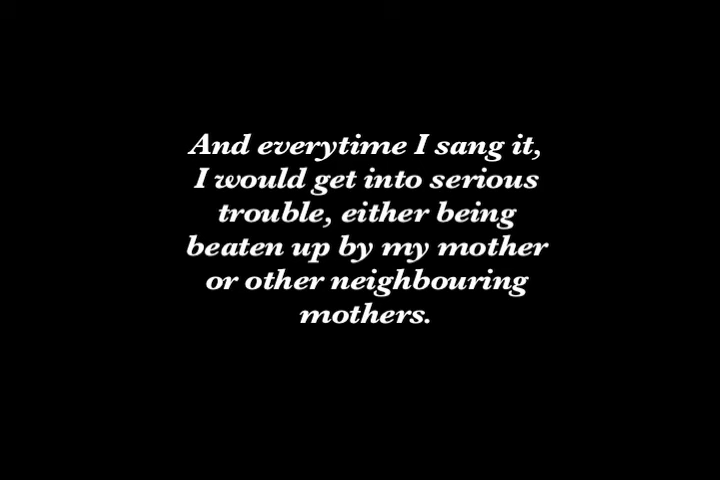 And everytime I sang it,
I would get into serious
trouble, either being
beaten up by my mother
or other neighbouring
mothers.